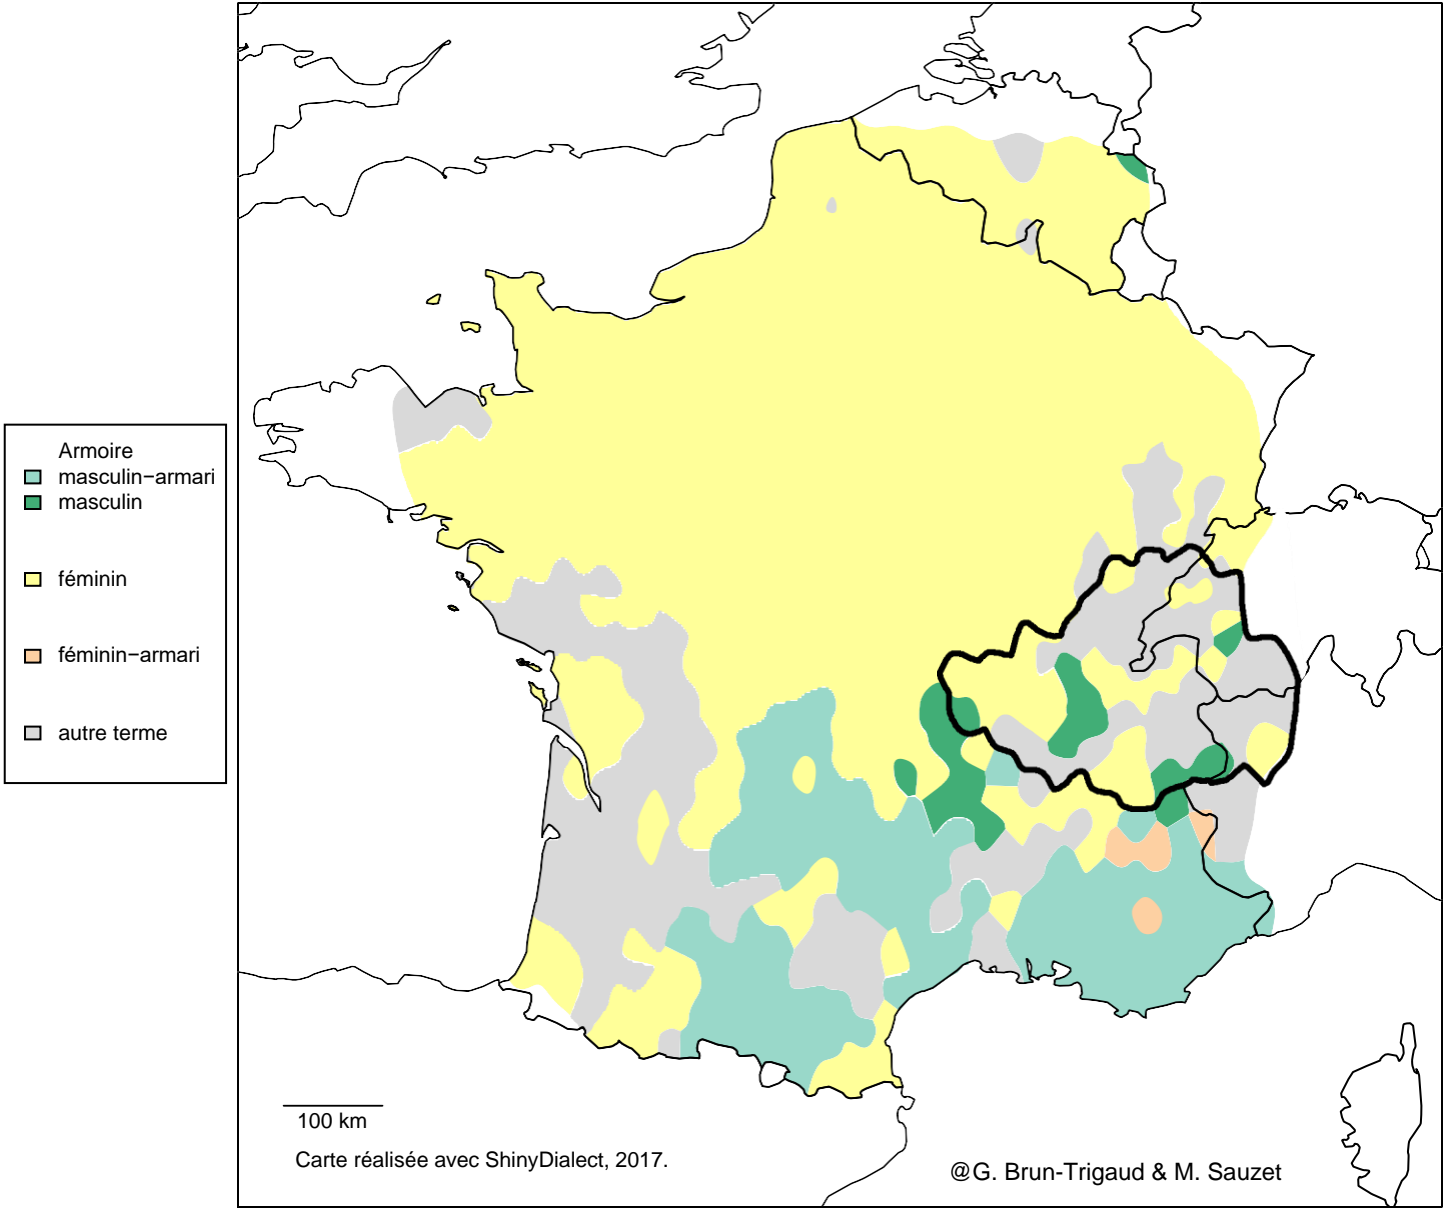 Armoire
masculin−armari
masculin
féminin
féminin−armari
autre terme
100 km
Carte réalisée avec ShinyDialect, 2017.
@G. Brun-Trigaud & M. Sauzet